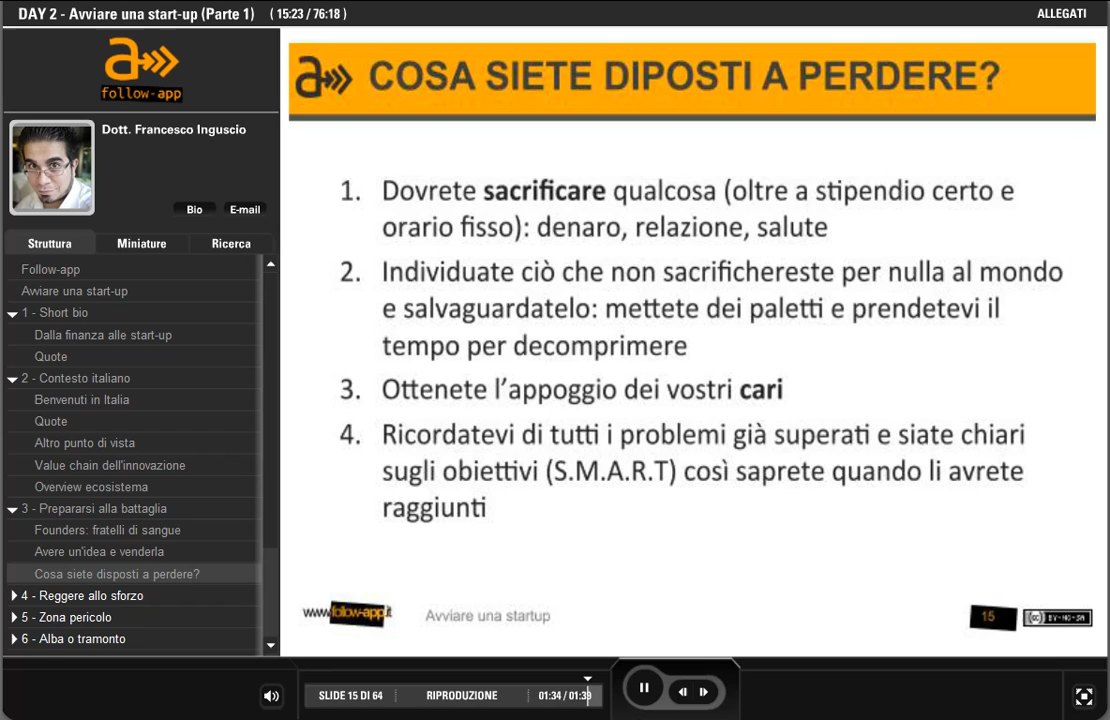 DAY 2 - Avviare una start-up (Parte 1) ( 15:23 / 76:18 )
ALLEGATI
a
follow-app
Dott. Francesco Inguscio
Bio E-mail
Struttura Miniature Ricerca
Follow-app
Avviare una start-up
1 - Short bio
Dalla finanza alle start-up
Quote
2 - Contesto italiano
Benvenuti in Italia
Quote
Altro punto di vista
Value chain dell'innovazione
Overview ecosistema
3 - Prepararsi alla battaglia
Founders: fratelli di sangue
Avere un'idea e venderla
Cosa siete disposti a perdere?
4 - Reggere allo sforzo
5 - Zona pericolo
6 - Alba o tramonto
a COSA SIETE DIPOSTI A PERDERE?
1. Dovrete sacrificare qualcosa (oltre a stipendio certo e
orario fisso): denaro, relazione, salute
2. Individuate ciò che non sacrifichereste per nulla al mondo
e salvaguardatelo: mettete dei paletti e prendetevi il
tempo per decomprimere
3. Ottenete l'appoggio dei vostri cari
4. Ricordatevi di tutti i problemi già superati e siate chiari
sugli obiettivi (S.M.A.R.T) così saprete quando li avrete
raggiunti
www.follow-app.it Avviare una startup 15 (cc) BY-NC-SA
SLIDE 15 DI 64 RIPRODUZIONE 01:34 / 01:39